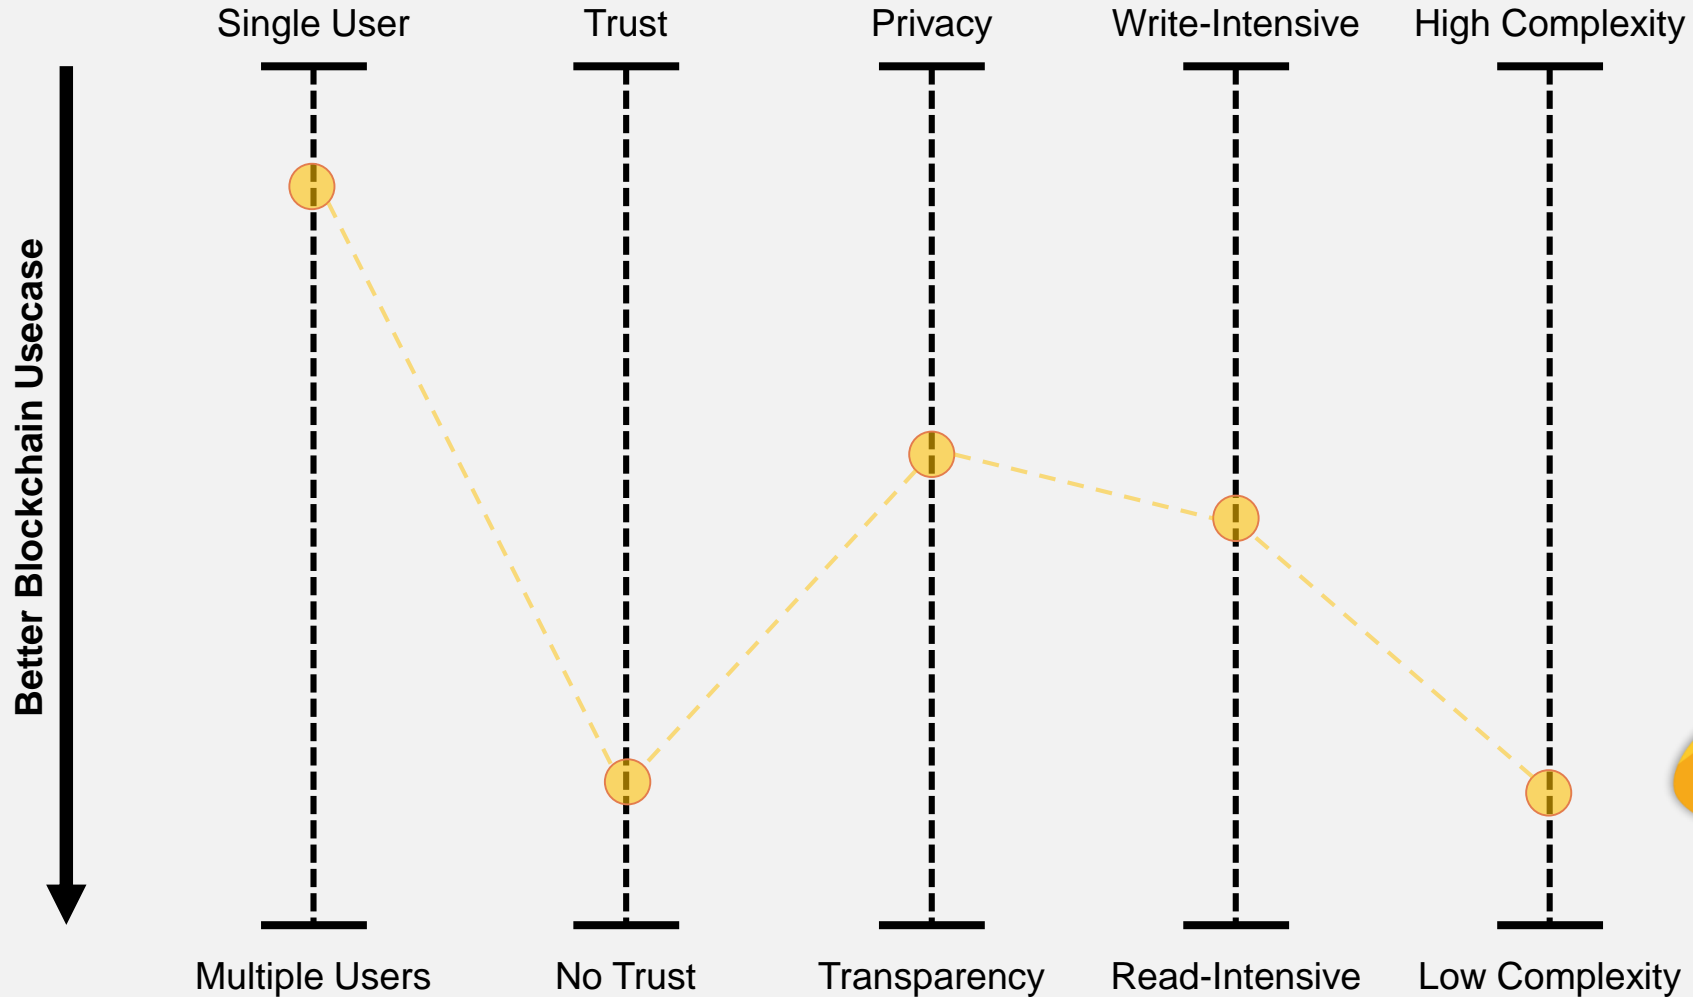 Single User
Trust
Privacy
Write-Intensive
High Complexity
Better Blockchain Usecase
Multiple Users
No Trust
Transparency
Read-Intensive
Low Complexity